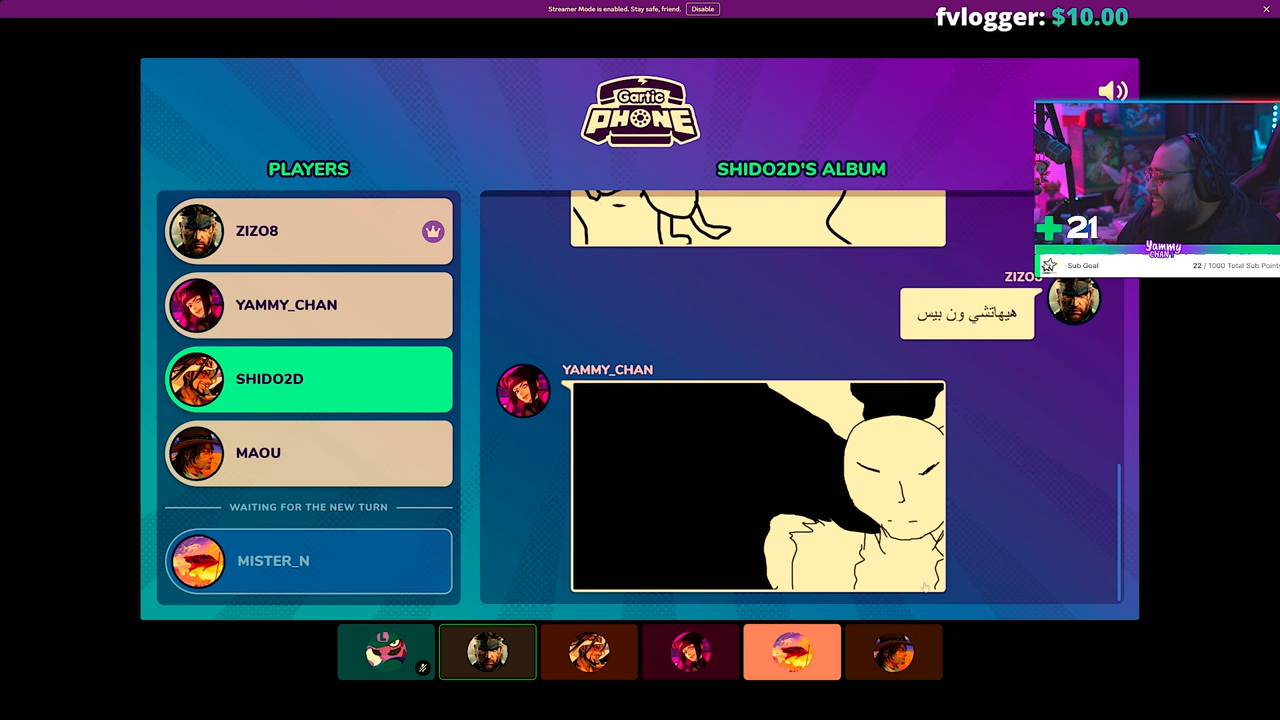 Streamer Mode is enabled. Stay safe, friend.
Disable
fvlogger: $10.00
Gartic
PHONE
PLAYERS
SHIDO2D'S ALBUM
ZIZO8
YAMMY_CHAN
SHIDO2D
MAOU
WAITING FOR THE NEW TURN
MISTER_N
ZIZO8
هيهاتشي ون بيس
YAMMY_CHAN
21
Yammy
CHAN
Sub Goal
22 / 1000 Total Sub Points